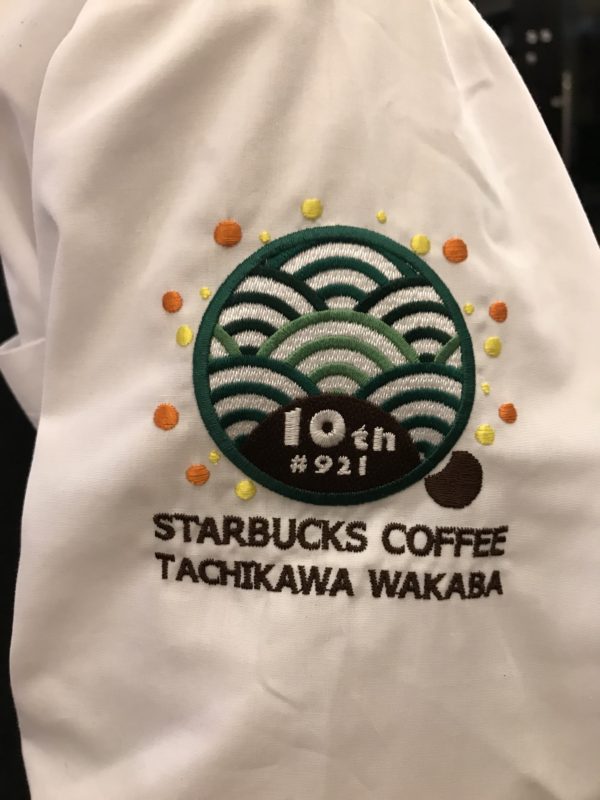 10th
#921
STARBUCKS COFFEE
TACHIKAWA WAKABA